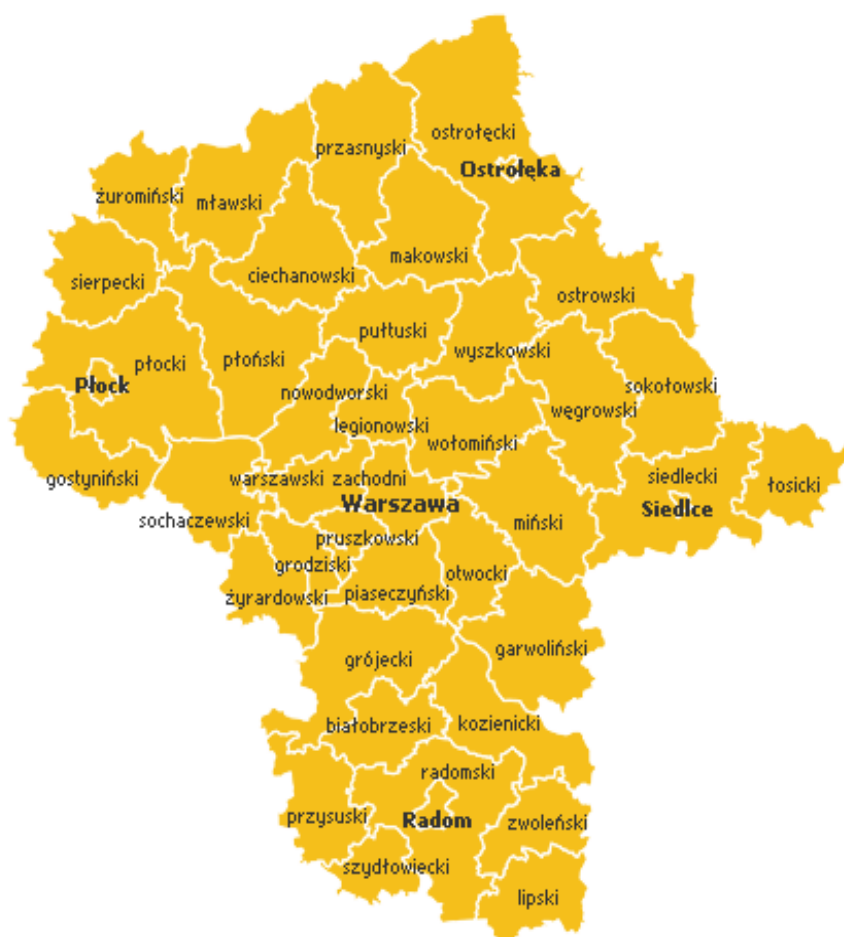 ostrołęcki
przasnyski
Ostrołęka
żuromiński
mławski
makowski
sierpecki
ciechanowski
ostrowski
pułtuski
płocki
płoński
wyszkowski
Płock
nowodworski
sokołowski
węgrowski
legionowski
wołomiński
gostyniński
warszawski zachodni
siedlecki
łosicki
Warszawa
Siedlce
sochaczewski
miński
pruszkowski
grodziski
otwocki
żyrardowski
piaseczyński
garwoliński
grójecki
białobrzeski
kozienicki
radomski
przysuski
Radom
zwoleński
szydłowiecki
lipski